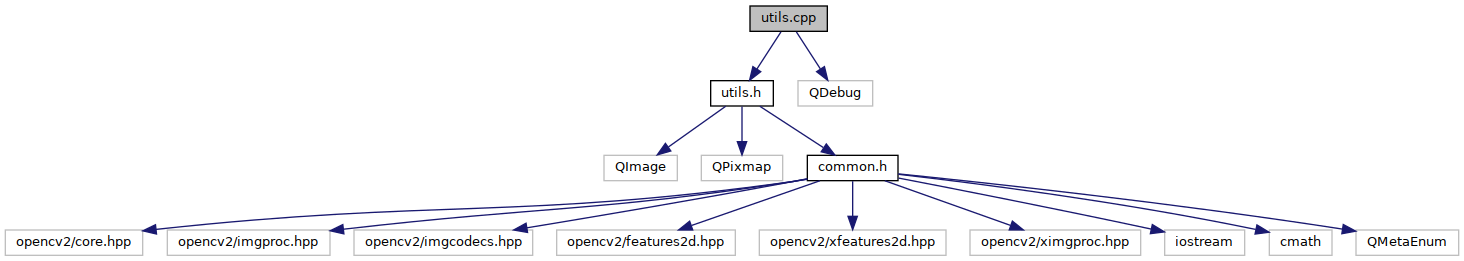 utils.cpp
utils.h
QDebug
QImage
QPixmap
common.h
opencv2/core.hpp
opencv2/imgproc.hpp
opencv2/imgcodecs.hpp
opencv2/features2d.hpp
opencv2/xfeatures2d.hpp
opencv2/ximgproc.hpp
iostream
cmath
QMetaEnum